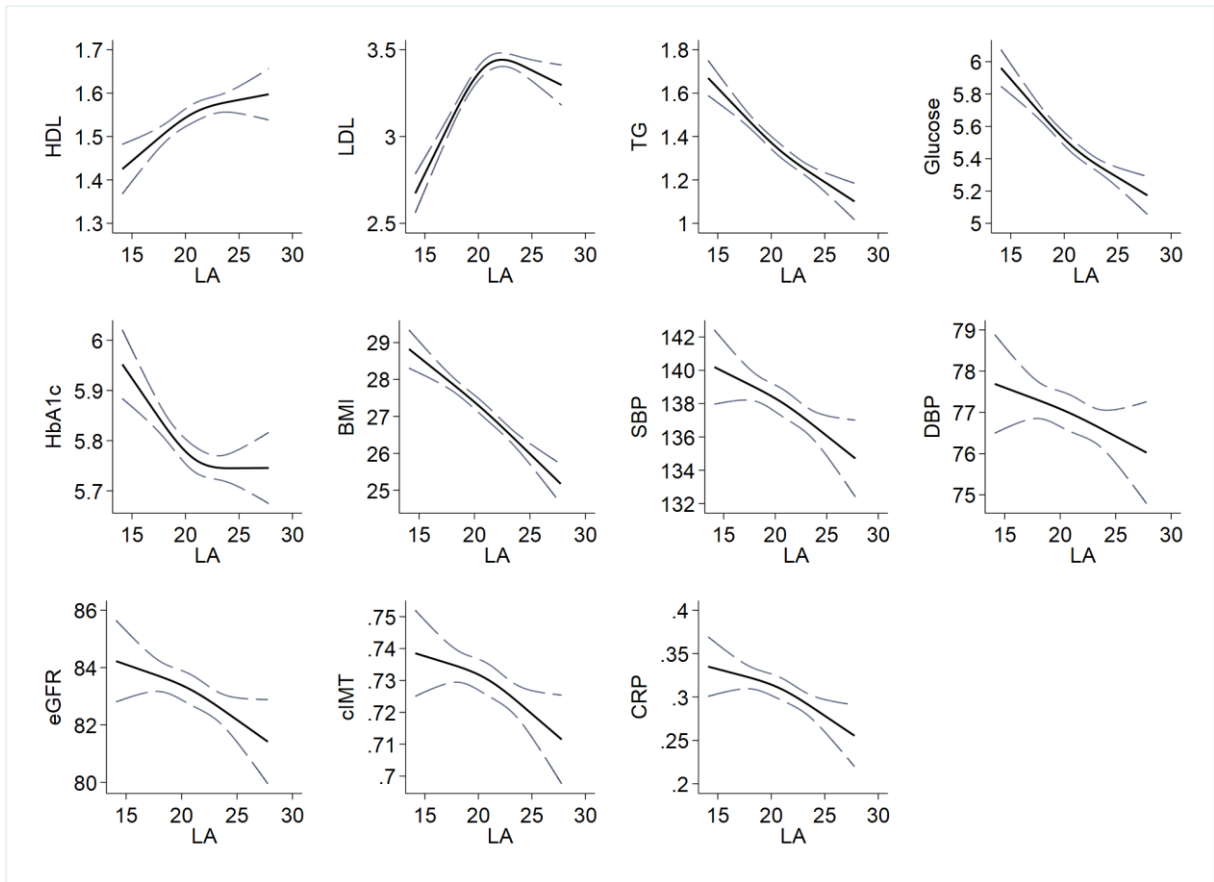 HDL
1.7
1.6
1.5
1.4
1.3
15 20 25 30
LA
LDL
3.5
3
2.5
15 20 25 30
LA
TG
1.8
1.6
1.4
1.2
1
15 20 25 30
LA
Glucose
6
5.8
5.6
5.4
5.2
5
15 20 25 30
LA
HbA1c
6
5.9
5.8
5.7
15 20 25 30
LA
BMI
29
28
27
26
25
15 20 25 30
LA
SBP
142
140
138
136
134
132
15 20 25 30
LA
DBP
79
78
77
76
75
15 20 25 30
LA
eGFR
86
84
82
80
15 20 25 30
LA
cIMT
.75
.74
.73
.72
.71
.7
15 20 25 30
LA
CRP
.4
.35
.3
.25
.2
15 20 25 30
LA